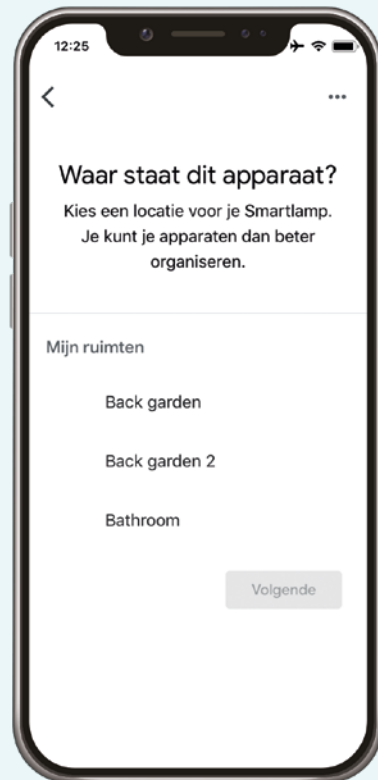 12:25
Waar staat dit apparaat?
Kies een locatie voor je Smartlamp.
Je kunt je apparaten dan beter
organiseren.
Mijn ruimten
Back garden
Back garden 2
Bathroom
Volgende